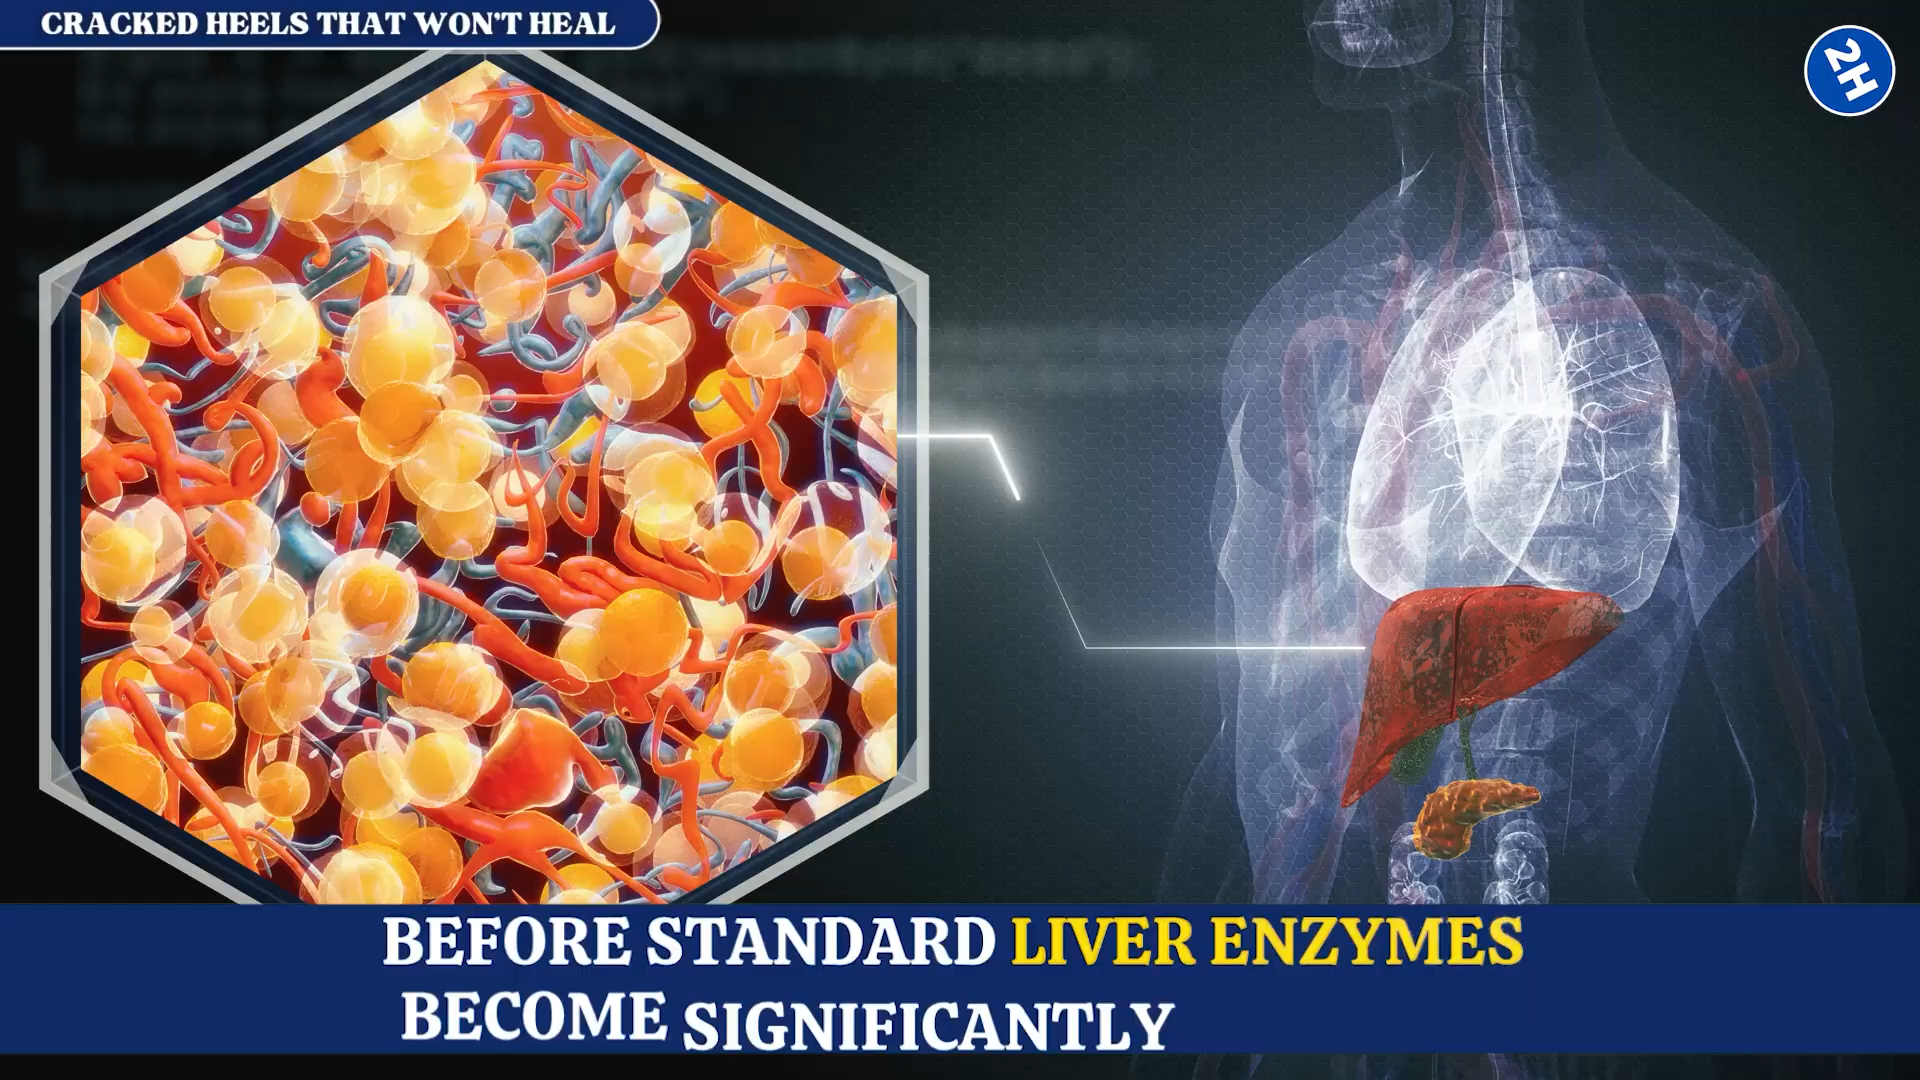 CRACKED HEELS THAT WON'T HEAL
2H
BEFORE STANDARD LIVER ENZYMES
BECOME SIGNIFICANTLY